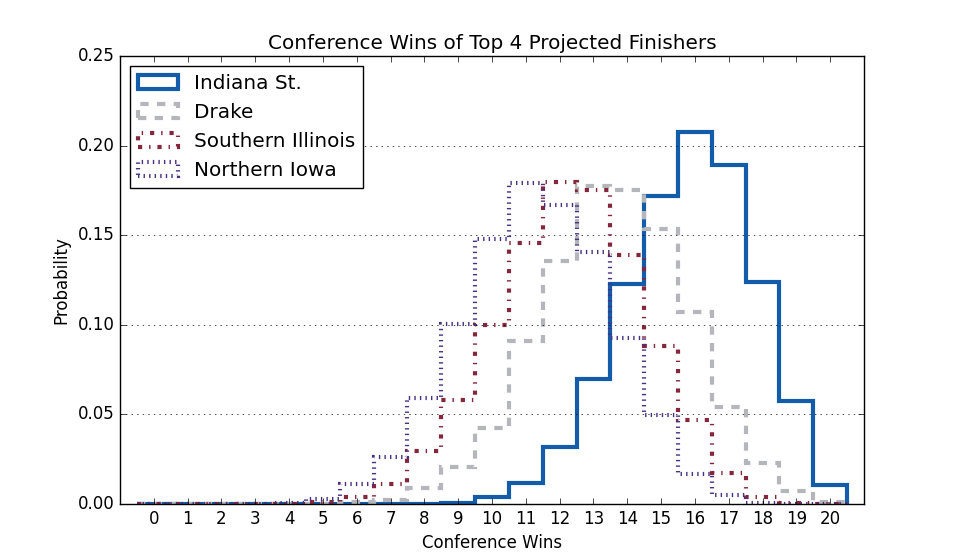 Conference Wins of Top 4 Projected Finishers
0.25
0.20
0.15
0.10
0.05
0.00
Probability
Indiana St.
Drake
Southern Illinois
Northern Iowa
0 1 2 3 4 5 6 7 8 9 10 11 12 13 14 15 16 17 18 19 20
Conference Wins